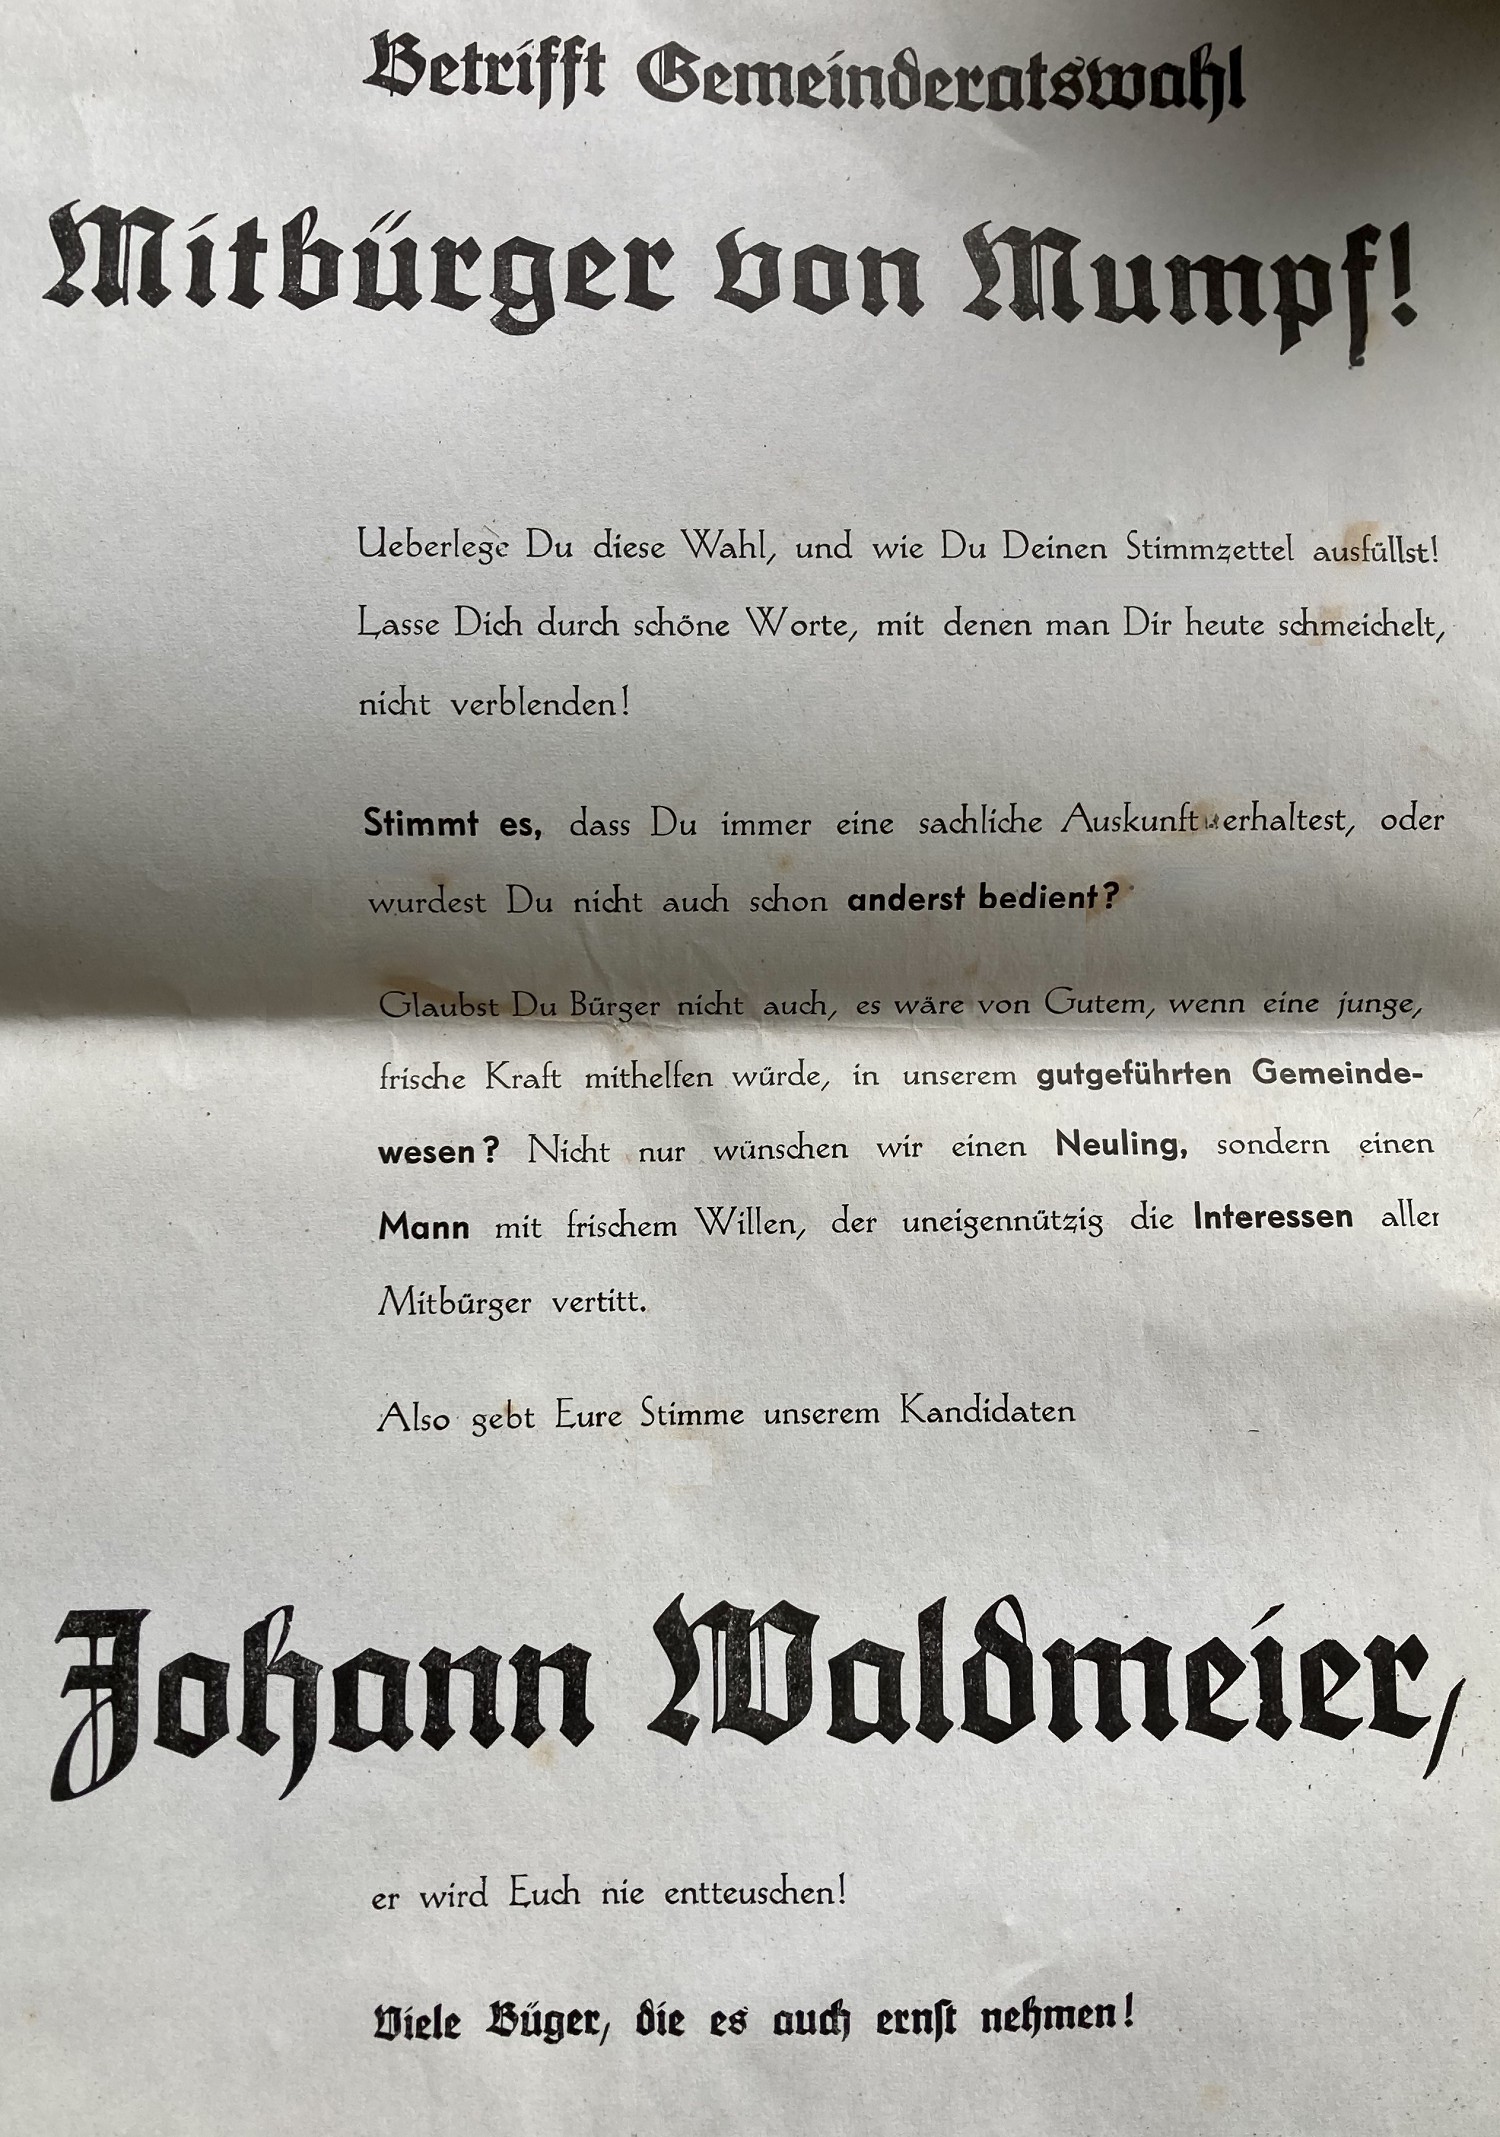 Betrifft Gemeinderatswahl
Mitbürger von Mumpf!
Ueberlege Du diese Wahl, und wie Du Deinen Stimmzettel ausfüllst!
Lasse Dich durch schöne Worte, mit denen man Dir heute schmeichelt,
nicht verblenden!
Stimmt es, dass Du immer eine sachliche Auskunft erhaltest, oder
wurdest Du nicht auch schon anderst bedient?
Glaubst Du Bürger nicht auch, es wäre von Gutem, wenn eine junge,
frische Kraft mithelfen würde, in unserem gutgeführten Gemeinde-
wesen? Nicht nur wünschen wir einen Neuling, sondern einen
Mann mit frischem Willen, der uneigennützig die Interessen aller
Mitbürger vertitt.
Also gebt Eure Stimme unserem Kandidaten
Johann Waldmeier,
er wird Euch nie entteuschen!
Viele Büger, die es auch ernst nehmen!